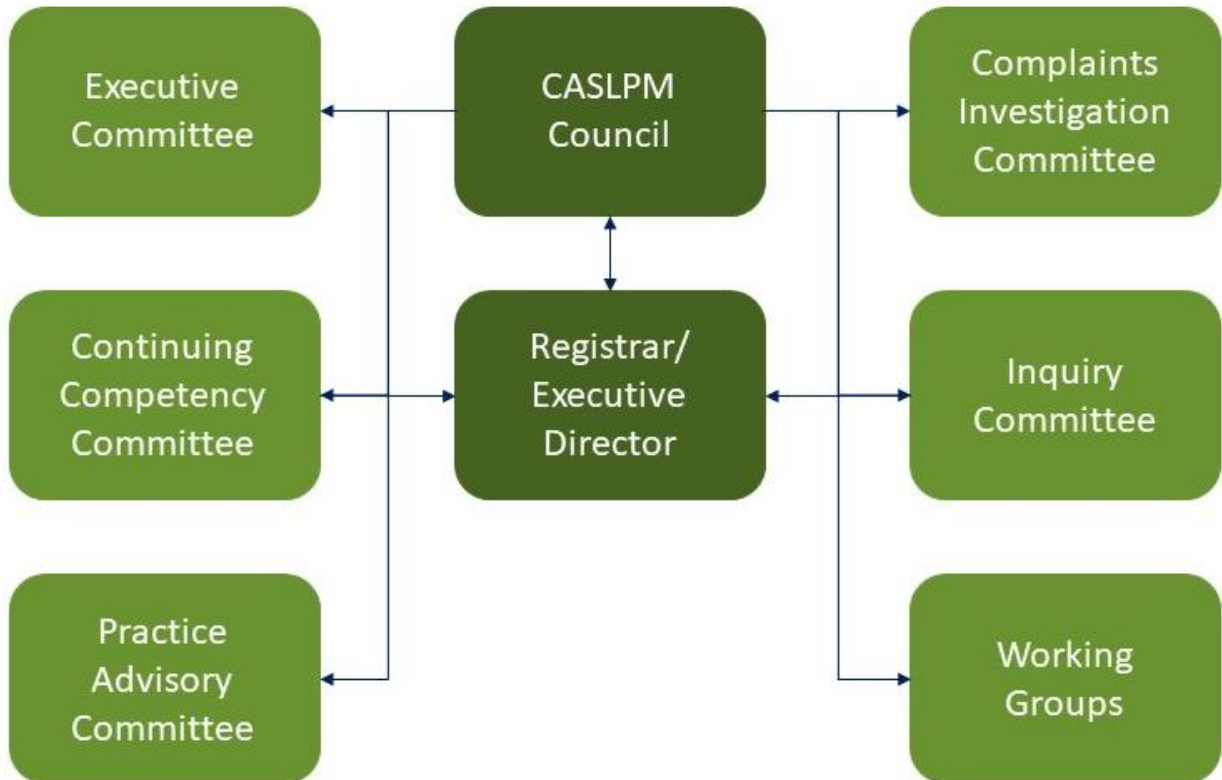 Executive
Committee
CASLPM
Council
Complaints
Investigation
Committee
Continuing
Competency
Committee
Registrar/
Executive
Director
Inquiry
Committee
Practice
Advisory
Committee
Working
Groups